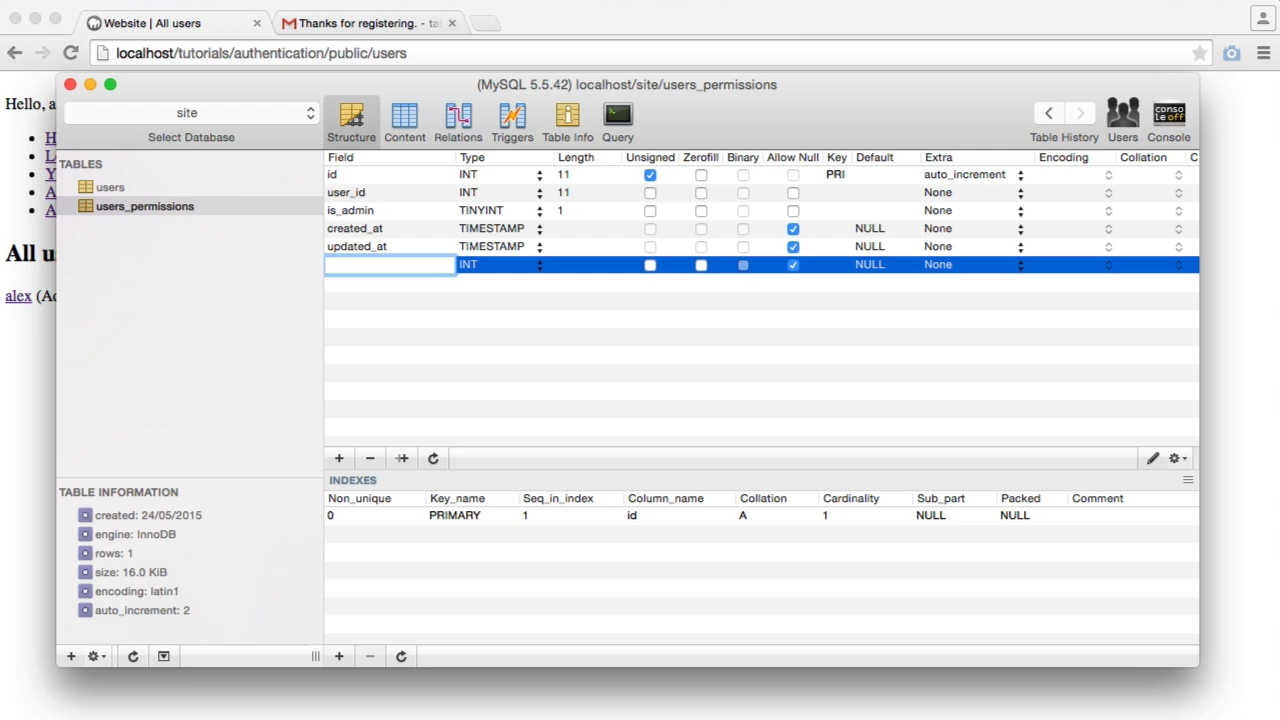 Website | All users
Thanks for registering. - ta
localhost/tutorials/authentication/public/users
Hello, a
H
L
Y
A
A
All u
alex (Ad
(MySQL 5.5.42) localhost/site/users_permissions
site
Select Database
Structure Content Relations Triggers Table Info Query
conso
le off
Table History Users Console
TABLES
users
users_permissions
Field Type Length Unsigned Zerofill Binary Allow Null Key Default Extra Encoding Collation C
id INT 11 PRI auto_increment
user_id INT 11 None
is_admin TINYINT 1 None
created_at TIMESTAMP NULL None
updated_at TIMESTAMP NULL None
INT NULL None
INDEXES
Non_unique Key_name Seq_in_index Column_name Collation Cardinality Sub_part Packed Comment
0 PRIMARY 1 id A 1 NULL NULL
TABLE INFORMATION
created: 24/05/2015
engine: InnoDB
rows: 1
size: 16.0 KiB
encoding: latin1
auto_increment: 2